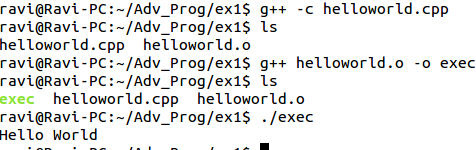 ravi@Ravi-PC:~/Adv_Prog/ex1$ g++ -c helloworld.cpp
ravi@Ravi-PC:~/Adv_Prog/ex1$ ls
helloworld.cpp  helloworld.o
ravi@Ravi-PC:~/Adv_Prog/ex1$ g++ helloworld.o -o exec
ravi@Ravi-PC:~/Adv_Prog/ex1$ ls
exec  helloworld.cpp  helloworld.o
ravi@Ravi-PC:~/Adv_Prog/ex1$ ./exec
Hello World
ravi@Ravi-PC:~/Adv_Prog/ex1$